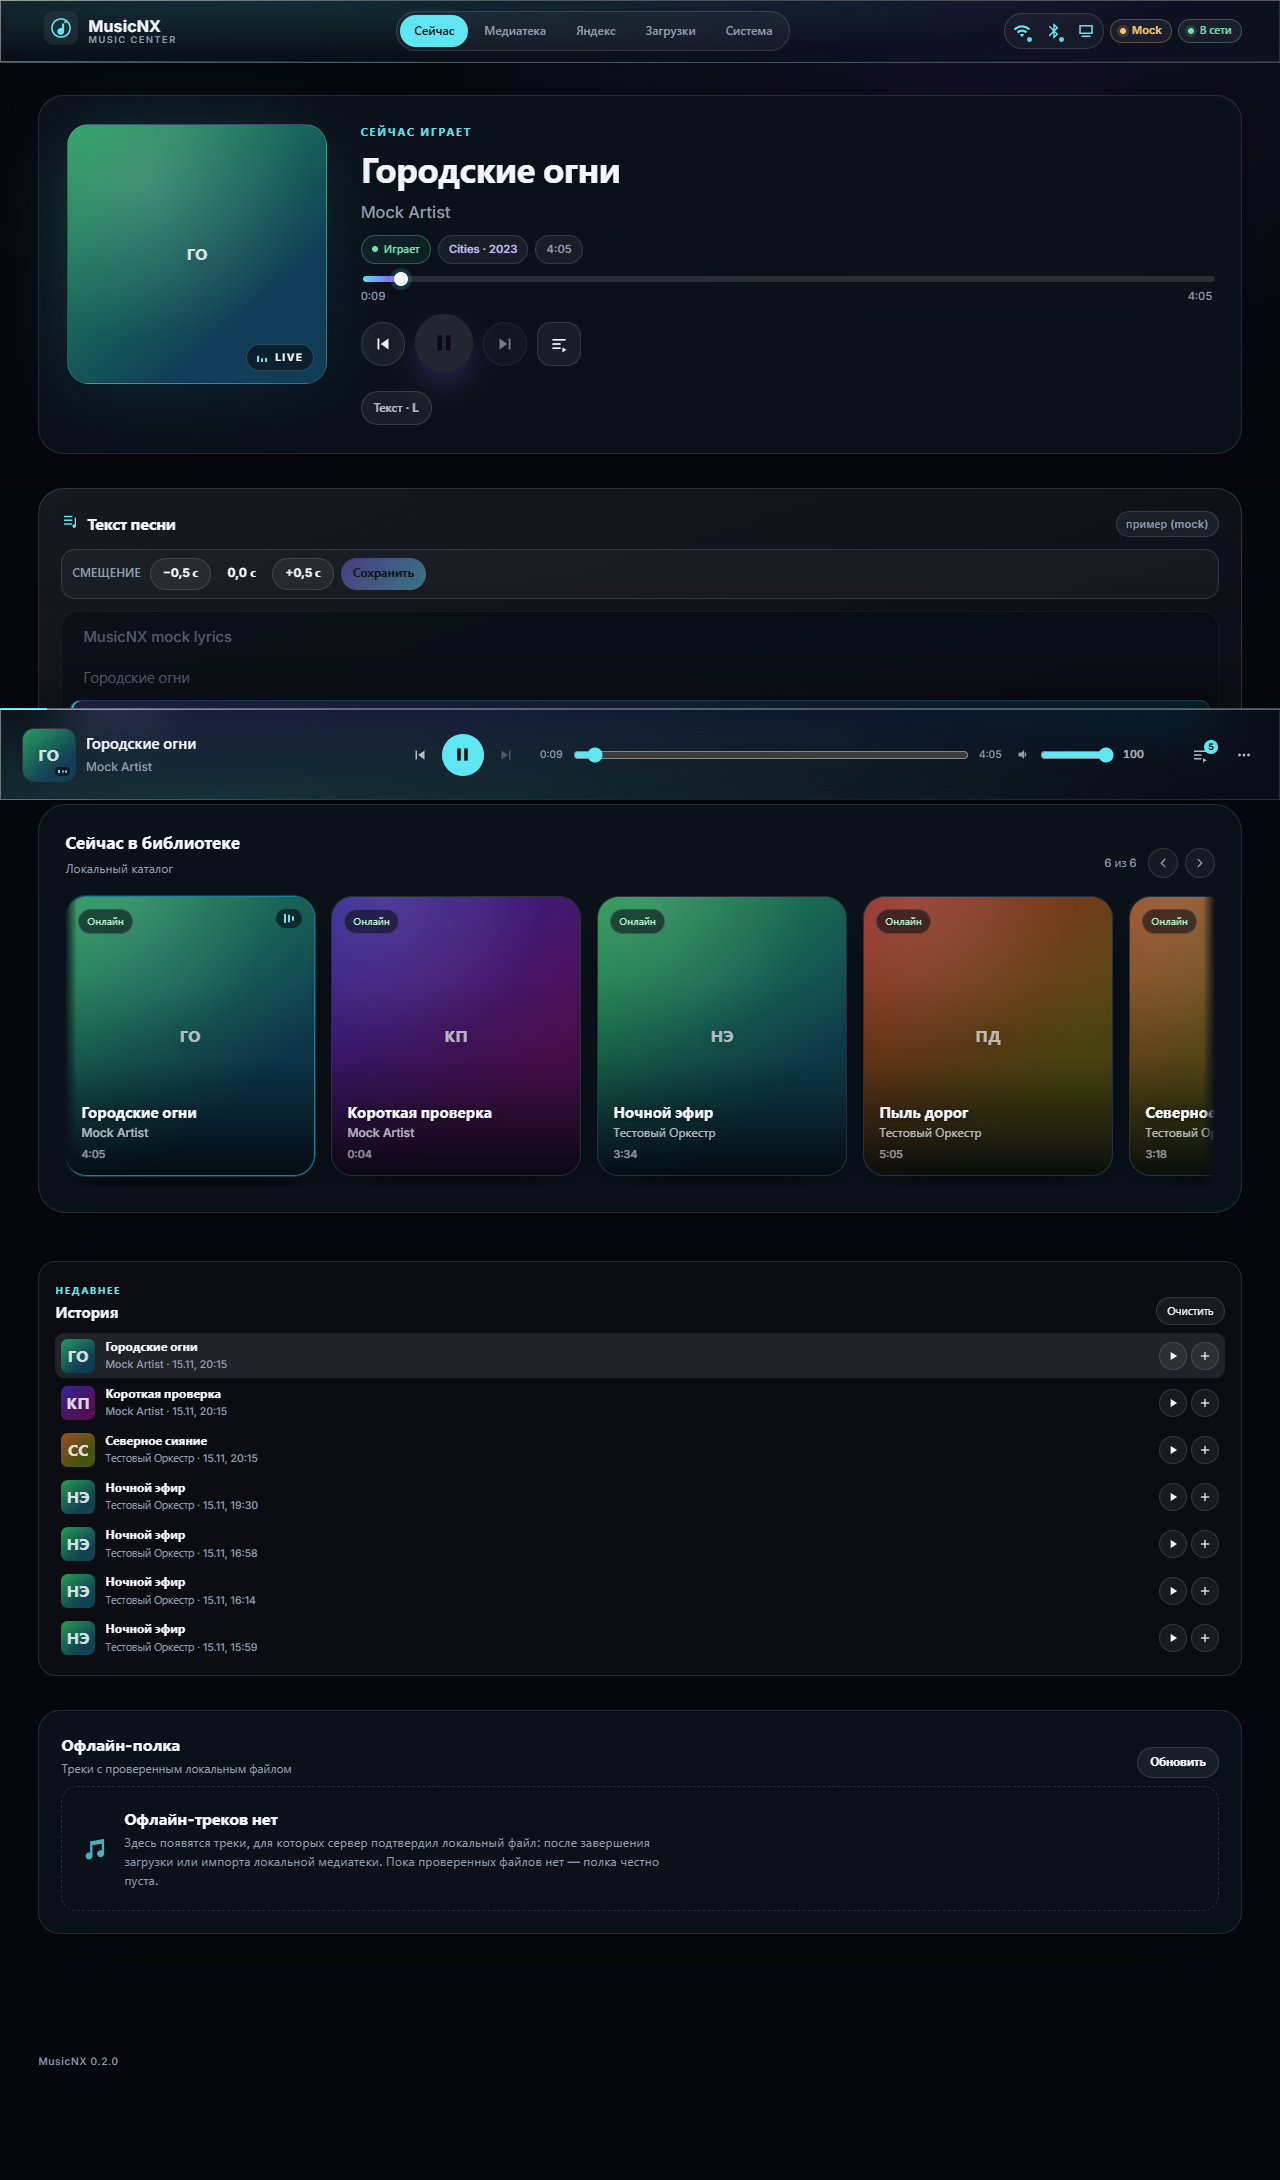 MusicNX
MUSIC CENTER
Сейчас
Медиатека
Яндекс
Загрузки
Система
Mock
В сети
ГО
LIVE
СЕЙЧАС ИГРАЕТ
Городские огни
Mock Artist
Играет
Cities · 2023
4:05
0:09
4:05
Текст · L
Текст песни
пример (mock)
СМЕЩЕНИЕ
−0,5 с
0,0 с
+0,5 с
Сохранить
MusicNX mock lyrics
Городские огни
ГО
Городские огни
Mock Artist
0:09
4:05
100
5
Сейчас в библиотеке
Локальный каталог
6 из 6
Онлайн
ГО
Городские огни
Mock Artist
4:05
Онлайн
КП
Короткая проверка
Mock Artist
0:04
Онлайн
НЭ
Ночной эфир
Тестовый Оркестр
3:34
Онлайн
ПД
Пыль дорог
Тестовый Оркестр
5:05
Онлайн
Северное
Тестовый Ор
3:18
НЕДАВНЕЕ
История
Очистить
ГО
Городские огни
Mock Artist · 15.11, 20:15
КП
Короткая проверка
Mock Artist · 15.11, 20:15
СС
Северное сияние
Тестовый Оркестр · 15.11, 20:15
НЭ
Ночной эфир
Тестовый Оркестр · 15.11, 19:30
НЭ
Ночной эфир
Тестовый Оркестр · 15.11, 16:58
НЭ
Ночной эфир
Тестовый Оркестр · 15.11, 16:14
НЭ
Ночной эфир
Тестовый Оркестр · 15.11, 15:59
Офлайн-полка
Треки с проверенным локальным файлом
Обновить
Офлайн-треков нет
Здесь появятся треки, для которых сервер подтвердил локальный файл: после завершения
загрузки или импорта локальной медиатеки. Пока проверенных файлов нет — полка честно
пуста.
MusicNX 0.2.0